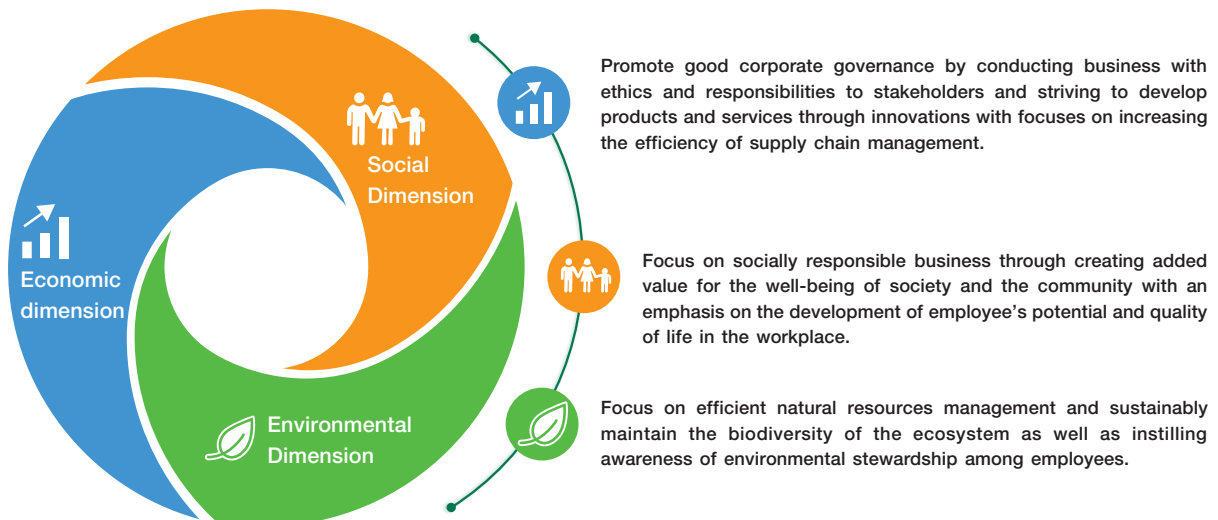 Social
Dimension
Economic
dimension
Environmental
Dimension
Promote good corporate governance by conducting business with
ethics and responsibilities to stakeholders and striving to develop
products and services through innovations with focuses on increasing
the efficiency of supply chain management.
Focus on socially responsible business through creating added
value for the well-being of society and the community with an
emphasis on the development of employee’s potential and quality
of life in the workplace.
Focus on efficient natural resources management and sustainably
maintain the biodiversity of the ecosystem as well as instilling
awareness of environmental stewardship among employees.